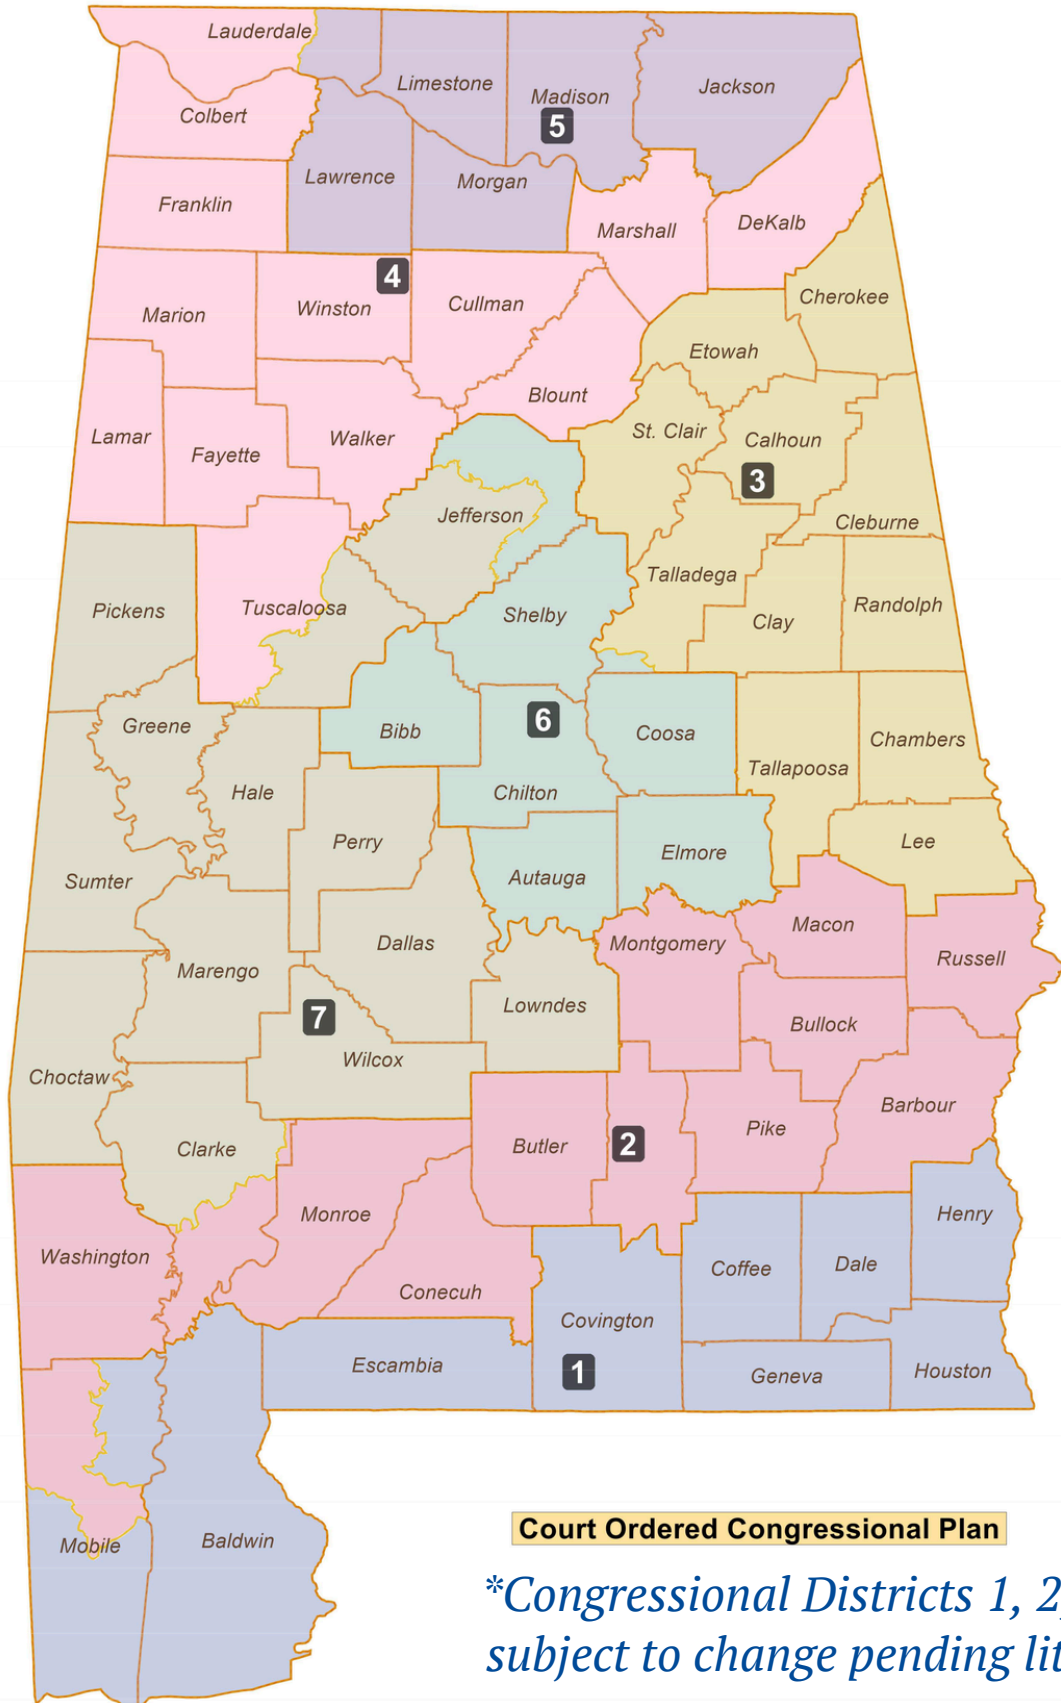 Lauderdale
Limestone
Madison
Jackson
Colbert
5
Lawrence
Morgan
Franklin
Marshall
DeKalb
4
Cherokee
Marion
Winston
Cullman
Etowah
Blount
Lamar
Fayette
Walker
St. Clair
Calhoun
3
Jefferson
Cleburne
Talladega
Pickens
Tuscaloosa
Shelby
Clay
Randolph
Greene
Bibb
6
Coosa
Chambers
Tallapoosa
Hale
Chilton
Perry
Elmore
Lee
Sumter
Autauga
Macon
Dallas
Montgomery
Russell
Marengo
Lowndes
7
Bullock
Wilcox
Choctaw
Barbour
Clarke
Butler
2
Pike
Monroe
Henry
Washington
Coffee
Dale
Conecuh
Covington
Escambia
1
Geneva
Houston
Mobile
Baldwin
Court Ordered Congressional Plan
*Congressional Districts 1, 2,
subject to change pending lit